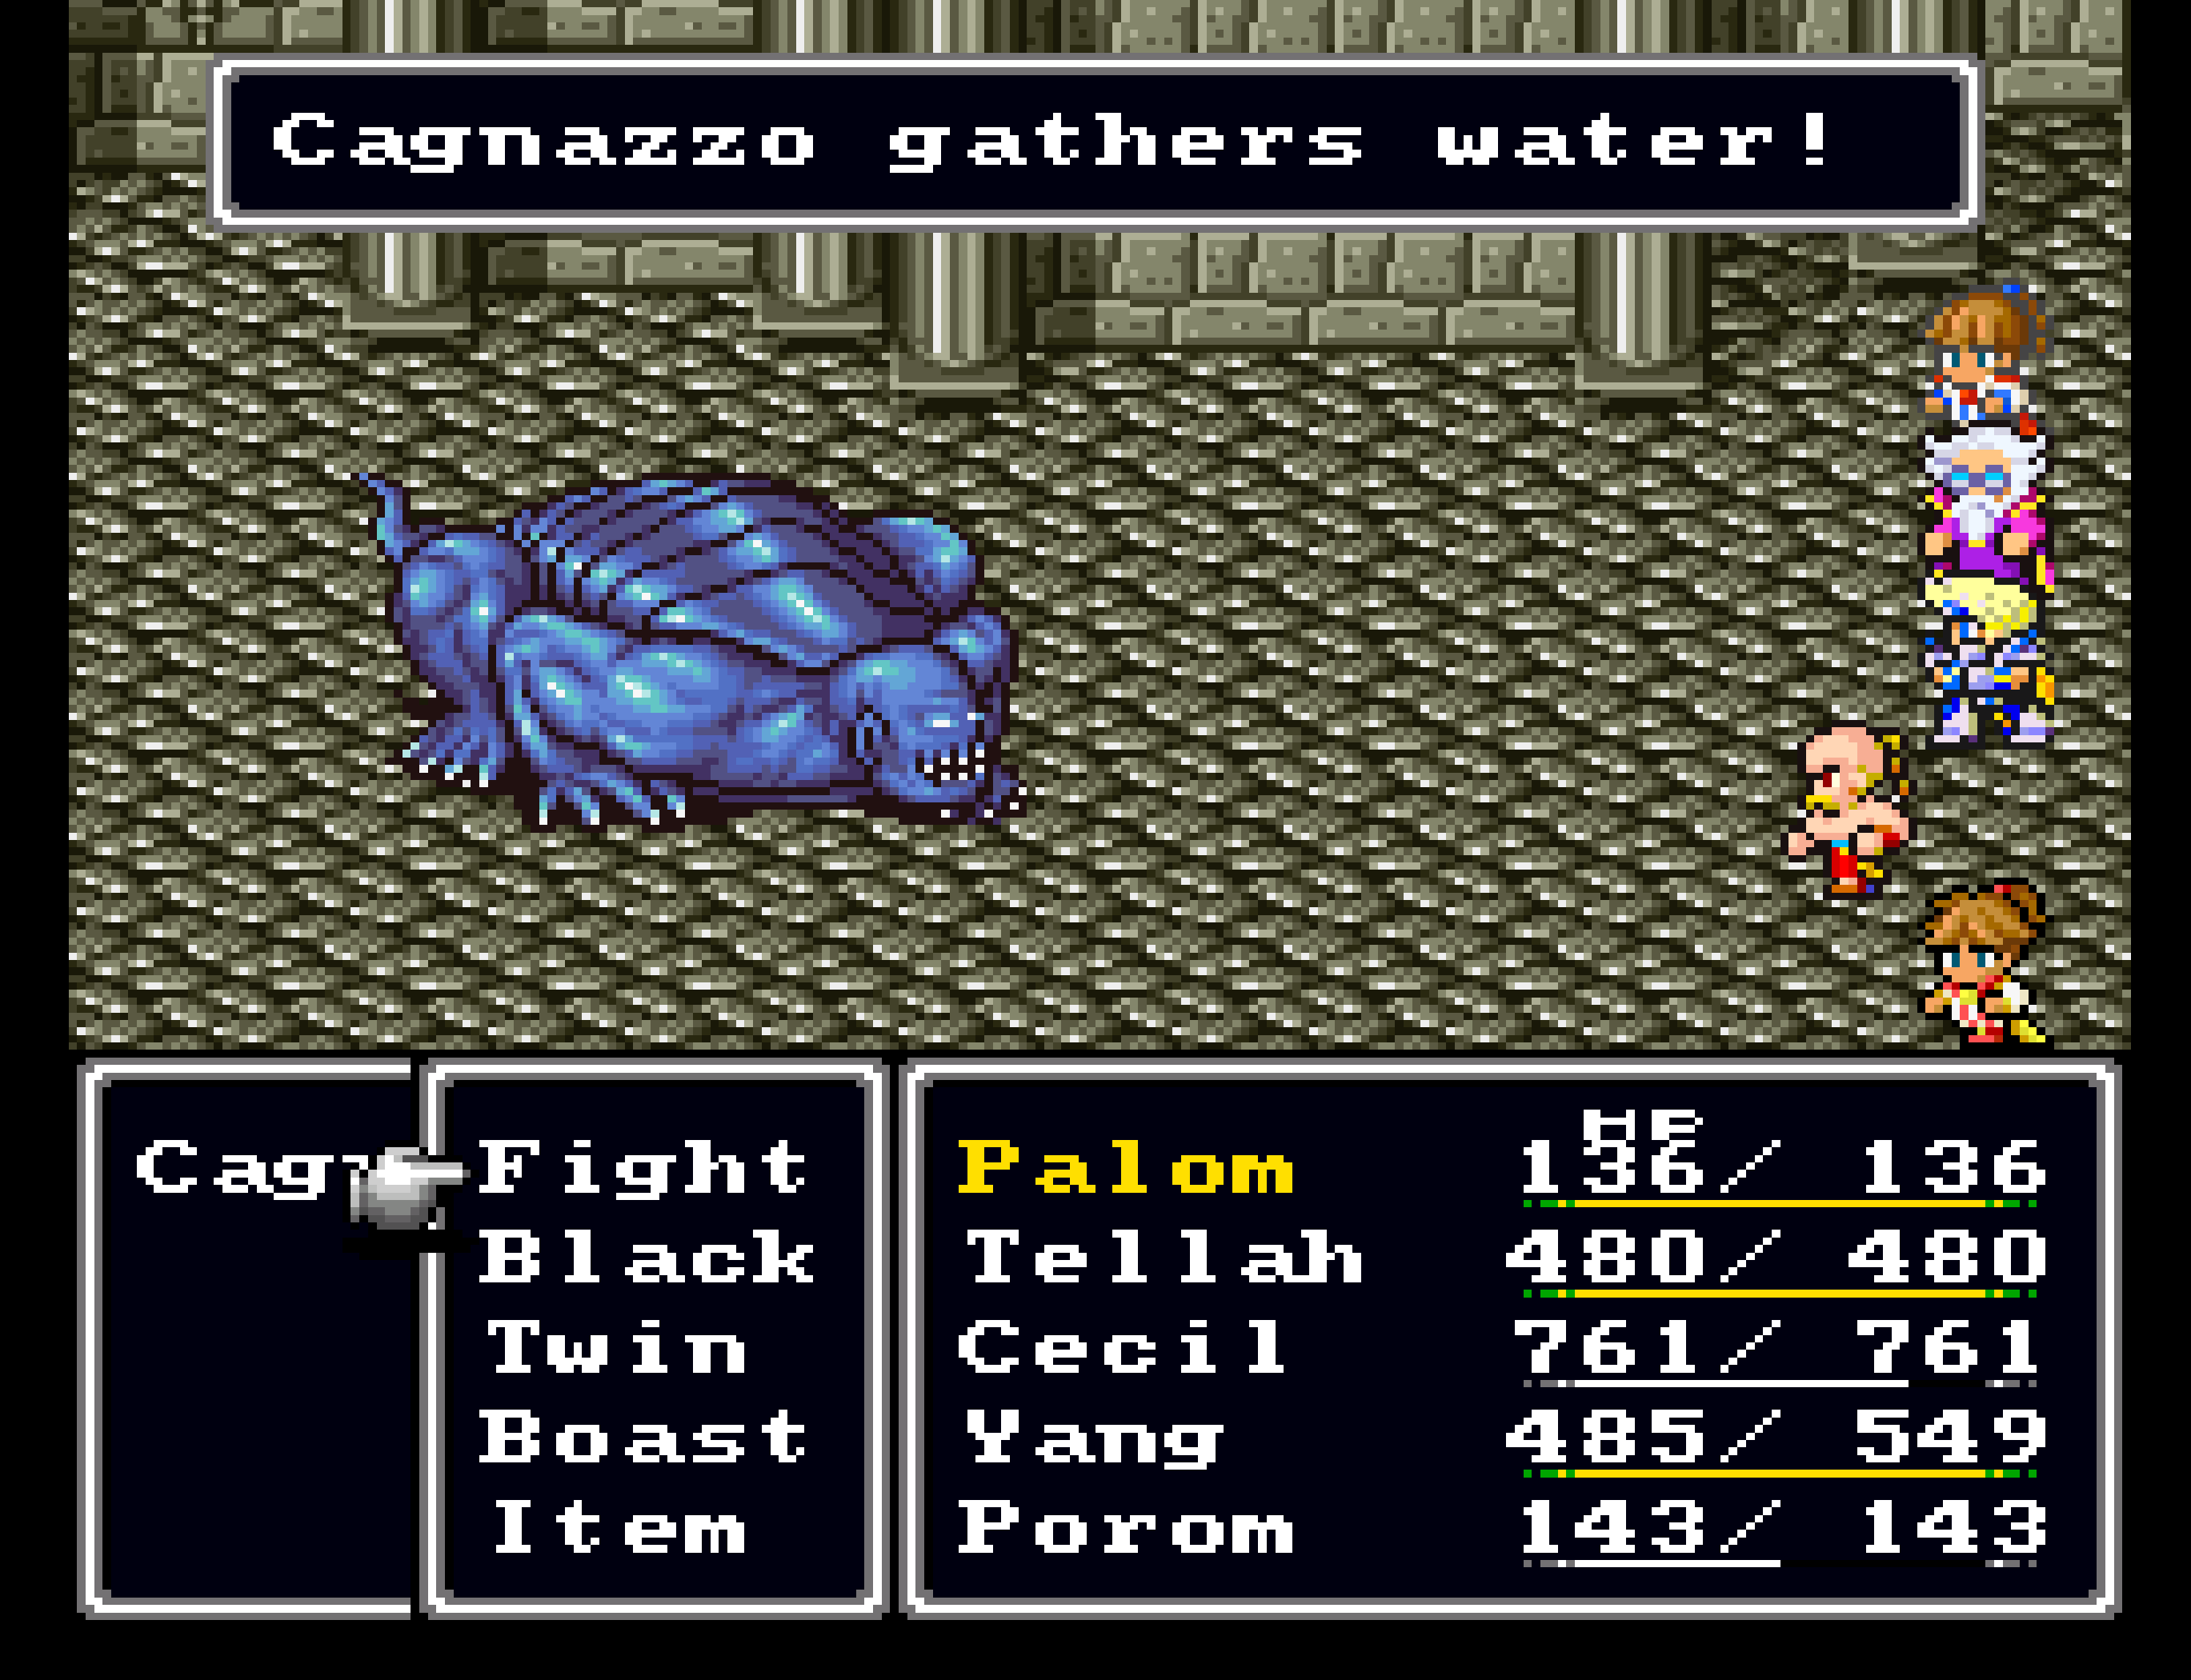 Cagnazzo gathers water!
Cagn
Fight
Black
Twin
Boast
Item
HP
Palom 136/ 136
Tellah 480/ 480
Cecil 761/ 761
Yang 485/ 549
Porom 143/ 143